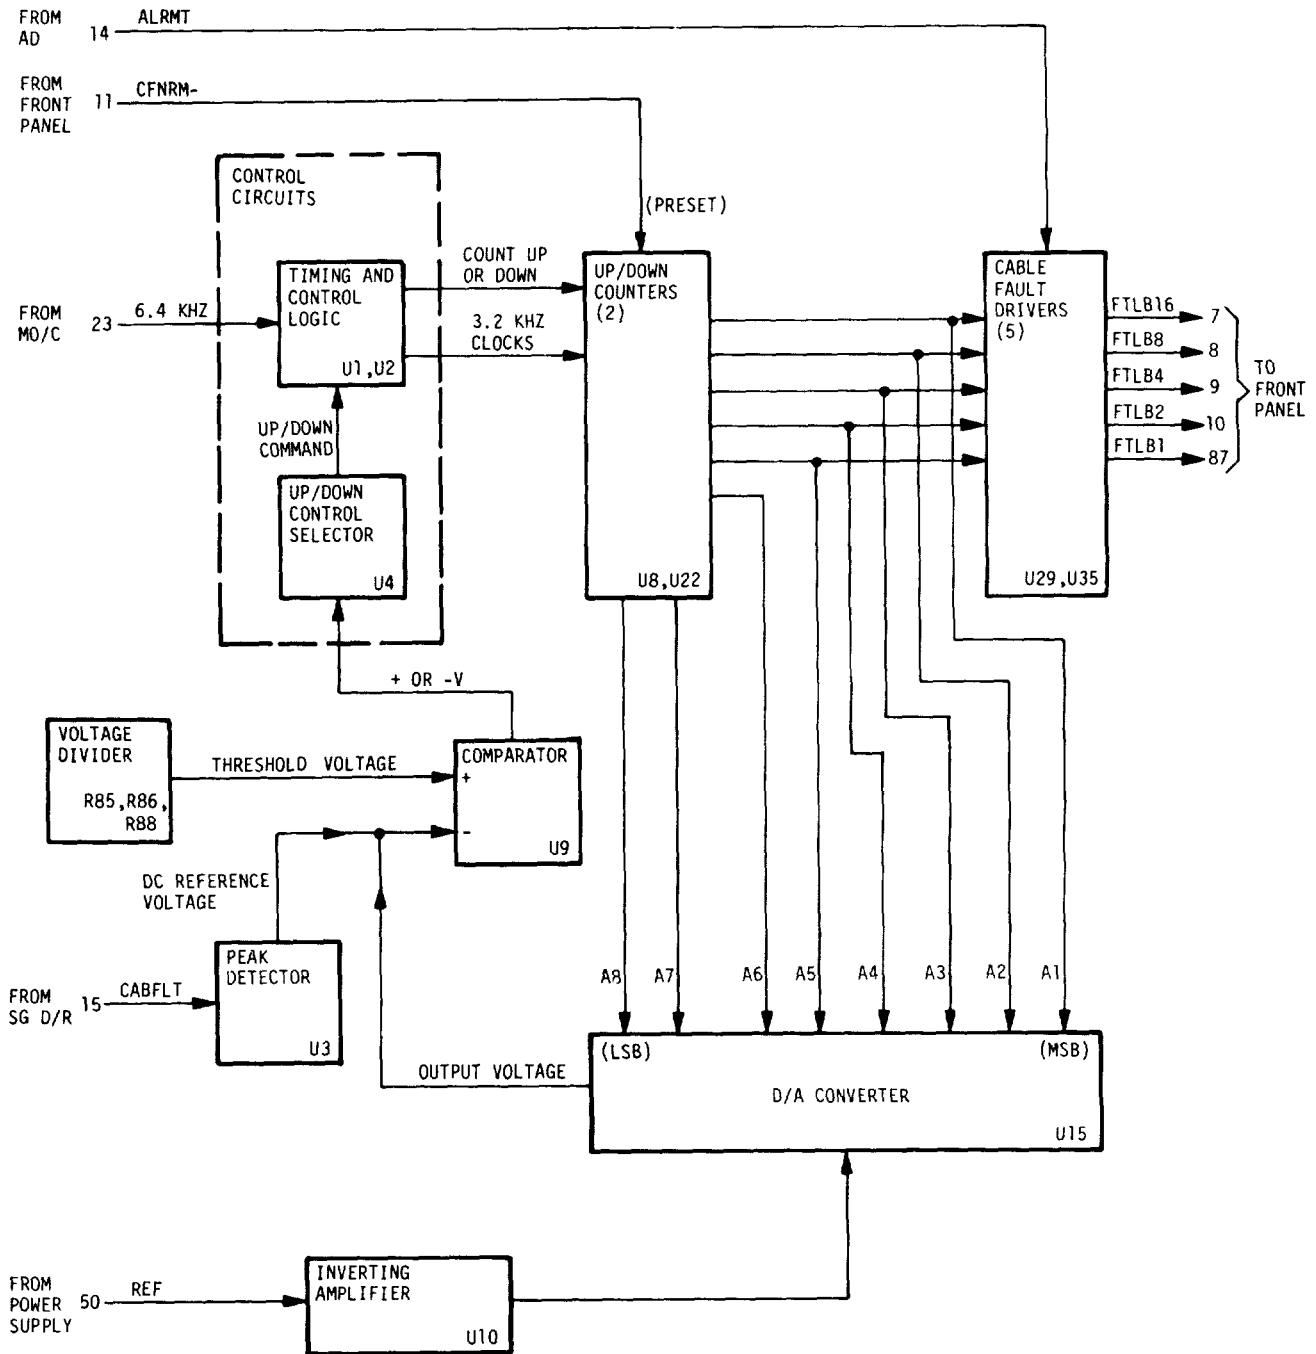 FROM
AD
14
ALRMT
FROM
FRONT
PANEL
11
CFNRM-
CONTROL
CIRCUITS
(PRESET)
TIMING AND
CONTROL
LOGIC
U1,U2
COUNT UP
OR DOWN
3.2 KHZ
CLOCKS
UP/DOWN
COUNTERS
(2)
U8,U22
CABLE
FAULT
DRIVERS
(5)
U29,U35
FTLB16
7
FTLB8
8
FTLB4
9
FTLB2
10
FTLB1
87
TO
FRONT
PANEL
FROM
MO/C
23
6.4 KHZ
UP/DOWN
COMMAND
UP/DOWN
CONTROL
SELECTOR
U4
+ OR -V
VOLTAGE
DIVIDER
R85,R86,
R88
THRESHOLD VOLTAGE
COMPARATOR
+
-
U9
DC REFERENCE
VOLTAGE
PEAK
DETECTOR
U3
FROM
SG D/R
15
CABFLT
OUTPUT VOLTAGE
A8
A7
A6
A5
A4
A3
A2
A1
(LSB)
(MSB)
D/A CONVERTER
U15
FROM
POWER
SUPPLY
50
REF
INVERTING
AMPLIFIER
U10